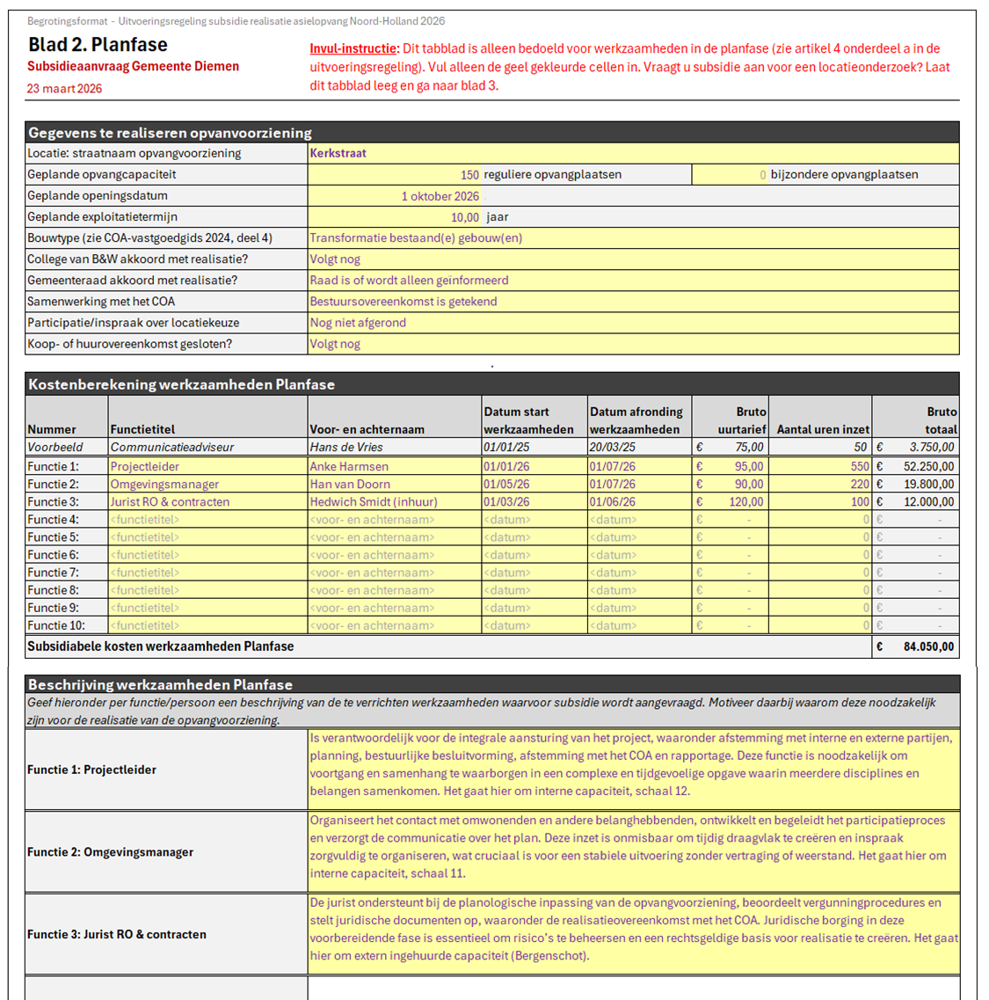 Begrotingsformat - Uitvoeringsregeling subsidie realisatie asielopvang Noord-Holland 2026
Blad 2. Planfase
Subsidieaanvraag Gemeente Diemen
23 maart 2026
Invul-instructie: Dit tabblad is alleen bedoeld voor werkzaamheden in de planfase (zie artikel 4 onderdeel a in de
uitvoeringsregeling). Vul alleen de geel gekleurde cellen in. Vraagt u subsidie aan voor een locatieonderzoek? Laat
dit tabblad leeg en ga naar blad 3.
Gegevens te realiseren opvanvoorziening
Locatie: straatnaam opvangvoorziening Kerkstraat
Geplande opvangcapaciteit 150 reguliere opvangplaatsen 0 bijzondere opvangplaatsen
Geplande openingsdatum 1 oktober 2026
Geplande exploitatietermijn 10,00 jaar
Bouwtype (zie COA-vastgoedgids 2024, deel 4) Transformatie bestaand(e) gebouw(en)
College van B&W akkoord met realisatie? Volgt nog
Gemeenteraad akkoord met realisatie? Raad is of wordt alleen geïnformeerd
Samenwerking met het COA Bestuursovereenkomst is getekend
Participatie/inspraak over locatiekeuze Nog niet afgerond
Koop- of huurovereenkomst gesloten? Volgt nog
.
Kostenberekening werkzaamheden Planfase
Datum start Datum afronding Bruto Bruto
Nummer Functietitel Voor- en achternaam werkzaamheden werkzaamheden uurtarief Aantal uren inzet totaal
Voorbeeld Communicatieadviseur Hans de Vries 01/01/25 20/03/25 € 75,00 50 € 3.750,00
Functie 1: Projectleider Anke Harmsen 01/01/26 01/07/26 € 95,00 550 € 52.250,00
Functie 2: Omgevingsmanager Han van Doorn 01/05/26 01/07/26 € 90,00 220 € 19.800,00
Functie 3: Jurist RO & contracten Hedwich Smidt (inhuur) 01/03/26 01/06/26 € 120,00 100 € 12.000,00
Functie 4: <functietitel> <voor- en achternaam> <datum> <datum> € - 0 € -
Functie 5: <functietitel> <voor- en achternaam> <datum> <datum> € - 0 € -
Functie 6: <functietitel> <voor- en achternaam> <datum> <datum> € - 0 € -
Functie 7: <functietitel> <voor- en achternaam> <datum> <datum> € - 0 € -
Functie 8: <functietitel> <voor- en achternaam> <datum> <datum> € - 0 € -
Functie 9: <functietitel> <voor- en achternaam> <datum> <datum> € - 0 € -
Functie 10: <functietitel> <voor- en achternaam> <datum> <datum> € - 0 € -
Subsidiabele kosten werkzaamheden Planfase € 84.050,00
Beschrijving werkzaamheden Planfase
Geef hieronder per functie/persoon een beschrijving van de te verrichten werkzaamheden waarvoor subsidie wordt aangevraagd. Motiveer daarbij waarom deze noodzakelijk
zijn voor de realisatie van de opvangvoorziening.
Functie 1: Projectleider
Is verantwoordelijk voor de integrale aansturing van het project, waaronder afstemming met interne en externe partijen,
planning, bestuurlijke besluitvorming, afstemming met het COA en rapportage. Deze functie is noodzakelijk om
voortgang en samenhang te waarborgen in een complexe en tijdgevoelige opgave waarin meerdere disciplines en
belangen samenkomen. Het gaat hier om interne capaciteit, schaal 12.
Functie 2: Omgevingsmanager
Organiseert het contact met omwonenden en andere belanghebbenden, ontwikkelt en begeleidt het participatieproces
en verzorgt de communicatie over het plan. Deze inzet is onmisbaar om tijdig draagvlak te creëren en inspraak
zorgvuldig te organiseren, wat cruciaal is voor een stabiele uitvoering zonder vertraging of weerstand. Het gaat hier om
interne capaciteit, schaal 11.
Functie 3: Jurist RO & contracten
De jurist ondersteunt bij de planologische inpassing van de opvangvoorziening, beoordeelt vergunningprocedures en
stelt juridische documenten op, waaronder de realisatieovereenkomst met het COA. Juridische borging in deze
voorbereidende fase is essentieel om risico's te beheersen en een rechtsgeldige basis voor realisatie te creëren. Het gaat
hier om extern ingehuurde capaciteit (Bergenschot).